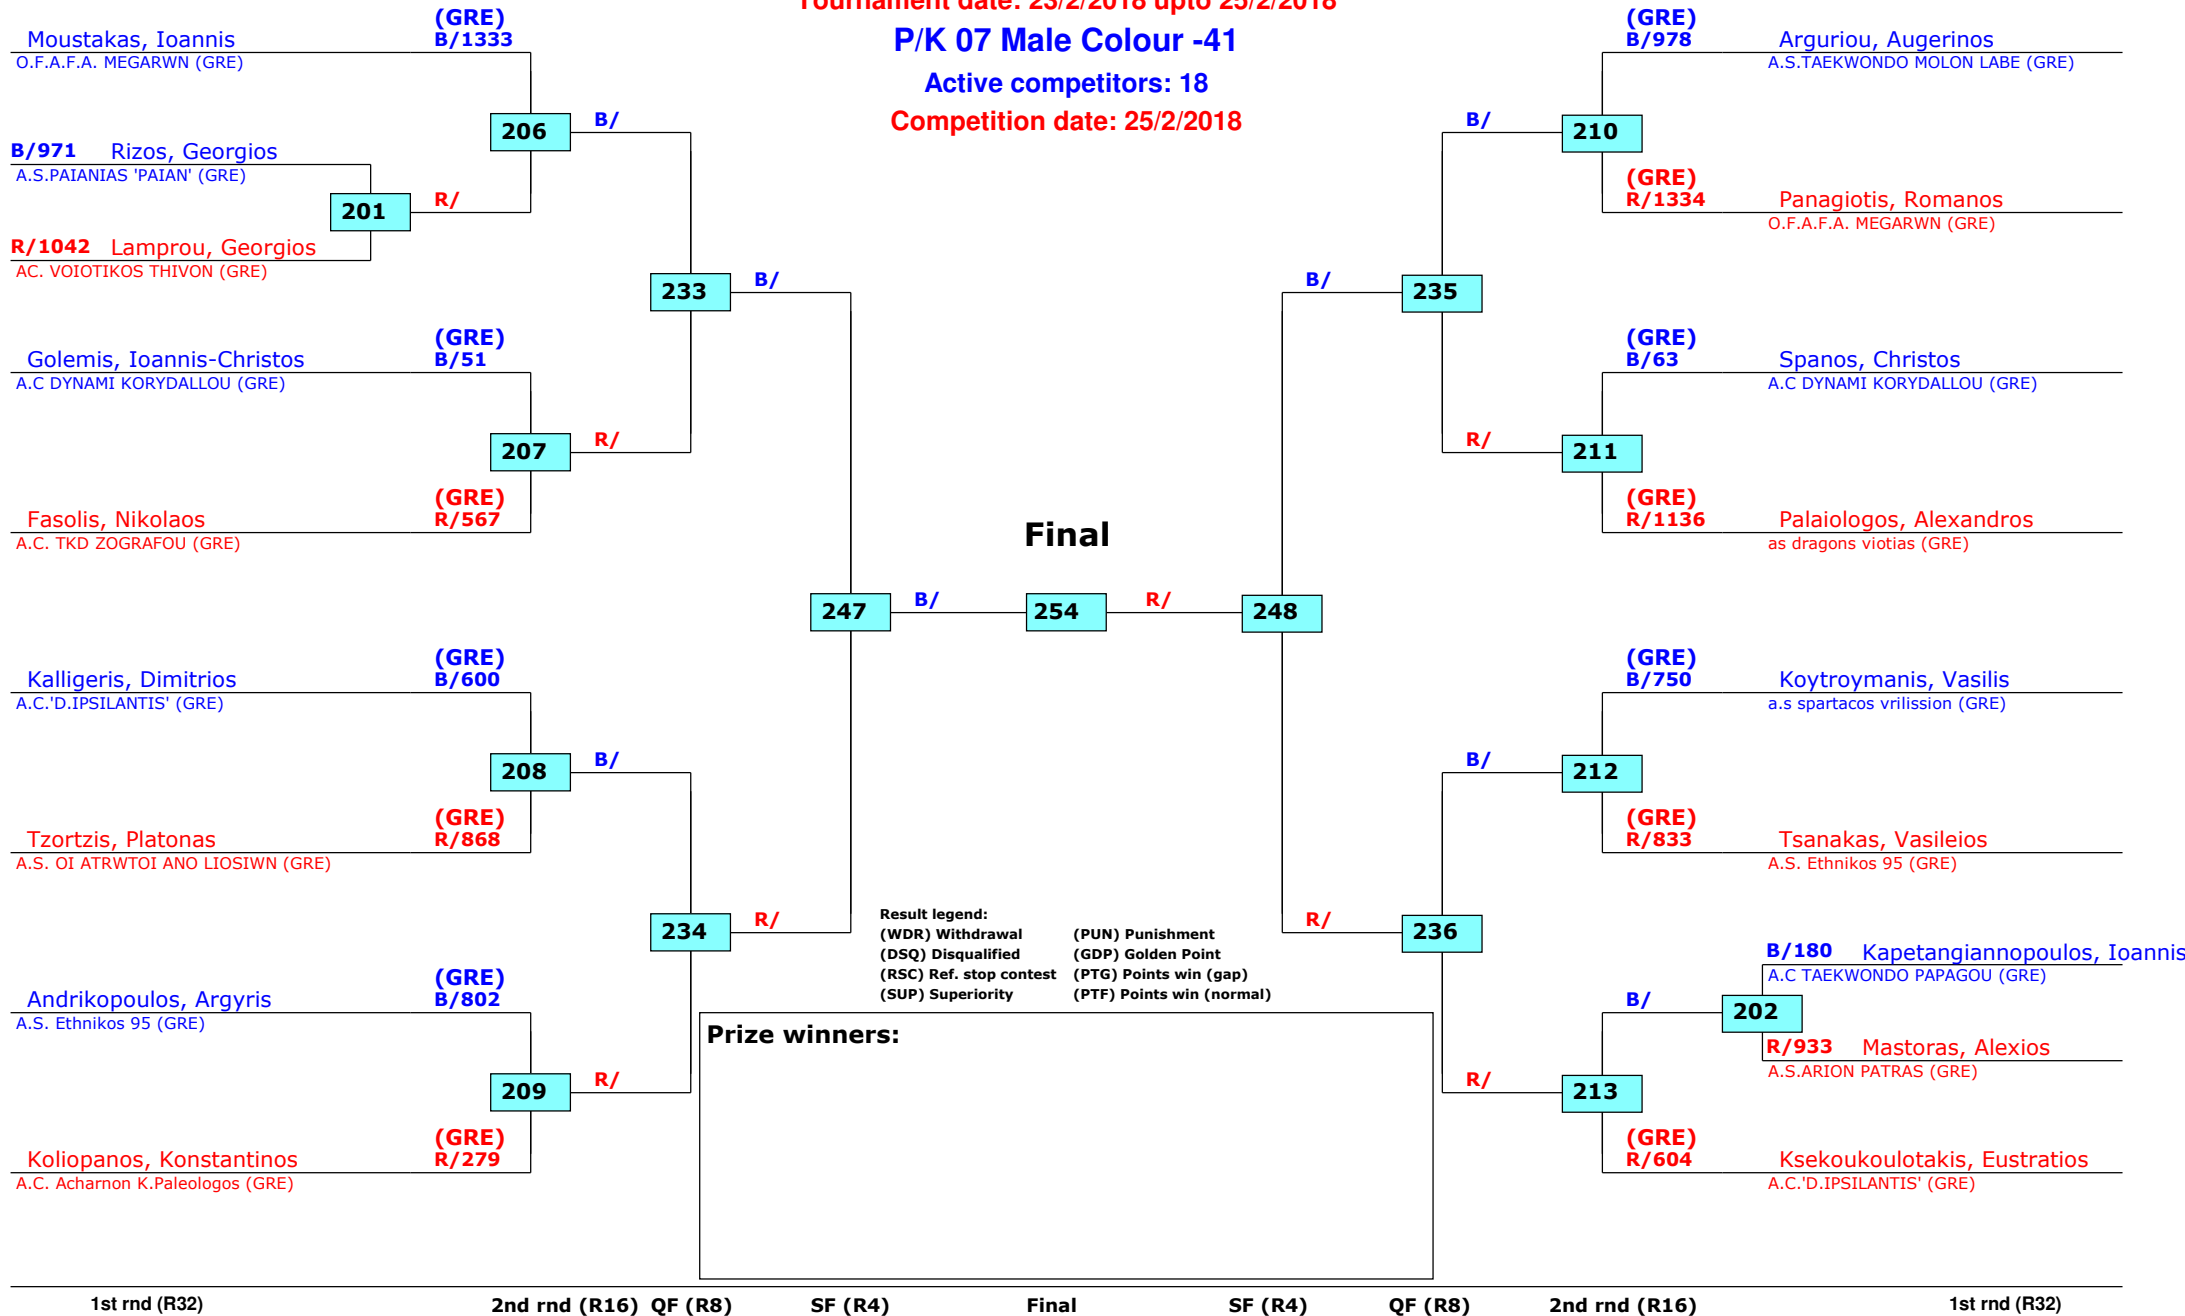 Tournament date: 23/2/2018 upto 25/2/2018
P/K 07 Male Colour -41
Active competitors: 18
Competition date: 25/2/2018
(GRE)
Moustakas, Ioannis B/1333
O.F.A.F.A. MEGARWN (GRE)
206 B/
B/971 Rizos, Georgios
A.S.PAIANIAS 'PAIAN' (GRE)
201 R/
R/1042 Lamprou, Georgios
AC. VOIOTIKOS THIVON (GRE)
233 B/
(GRE)
Golemis, Ioannis-Christos B/51
A.C DYNAMI KORYDALLOU (GRE)
207 R/
(GRE)
Fasolis, Nikolaos R/567
A.C. TKD ZOGRAFOU (GRE)
Final
247 B/ 254 R/ 248
(GRE)
Kalligeris, Dimitrios B/600
A.C.'D.IPSILANTIS' (GRE)
208 B/
(GRE)
Tzortzis, Platonas R/868
A.S. OI ATRWTOI ANO LIOSIWN (GRE)
234 R/
(GRE)
Andrikopoulos, Argyris B/802
A.S. Ethnikos 95 (GRE)
209 R/
(GRE)
Koliopanos, Konstantinos R/279
A.C. Acharnon K.Paleologos (GRE)
(GRE)
B/978 Arguriou, Augerinos
A.S.TAEKWONDO MOLON LABE (GRE)
B/ 210
(GRE)
R/1334 Panagiotis, Romanos
O.F.A.F.A. MEGARWN (GRE)
B/ 235
(GRE)
B/63 Spanos, Christos
A.C DYNAMI KORYDALLOU (GRE)
R/ 211
(GRE)
R/1136 Palaiologos, Alexandros
as dragons viotias (GRE)
(GRE)
B/750 Koytroymanis, Vasilis
a.s spartacos vrilission (GRE)
B/ 212
(GRE)
R/833 Tsanakas, Vasileios
A.S. Ethnikos 95 (GRE)
R/ 236
B/180 Kapetangiannopoulos, Ioannis
A.C TAEKWONDO PAPAGOU (GRE)
B/ 202
R/933 Mastoras, Alexios
A.S.ARION PATRAS (GRE)
R/ 213
(GRE)
R/604 Ksekoukoulotakis, Eustratios
A.C.'D.IPSILANTIS' (GRE)
Result legend:
(WDR) Withdrawal (PUN) Punishment
(DSQ) Disqualified (GDP) Golden Point
(RSC) Ref. stop contest (PTG) Points win (gap)
(SUP) Superiority (PTF) Points win (normal)
Prize winners:
1st rnd (R32) 2nd rnd (R16) QF (R8) SF (R4) Final SF (R4) QF (R8) 2nd rnd (R16) 1st rnd (R32)